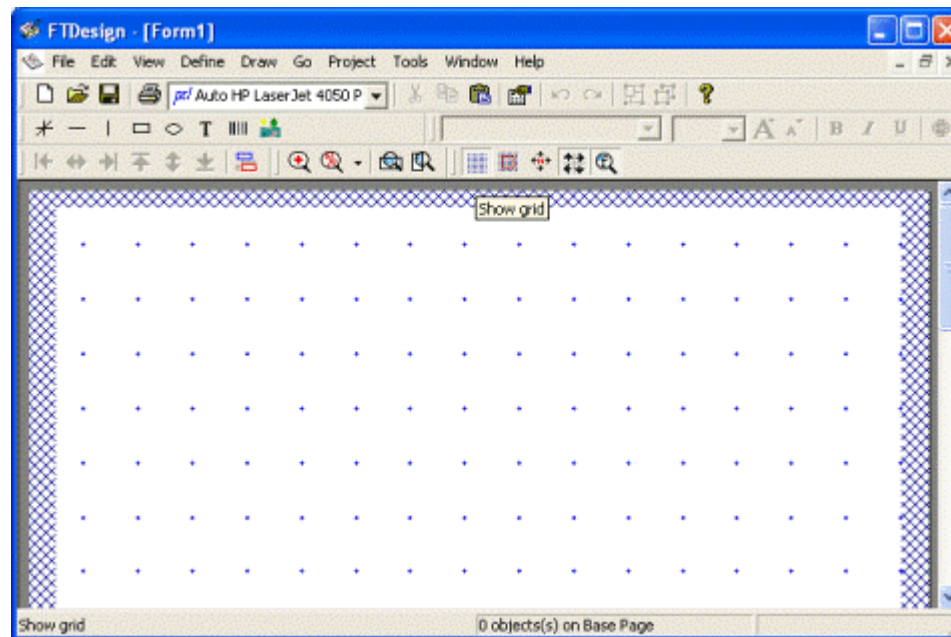 FTDesign - [Form1]
File Edit View Define Draw Go Project Tools Window Help
pcl Auto HP LaserJet 4050 P
T A A B I U
Show grid
Show grid 0 objects(s) on Base Page